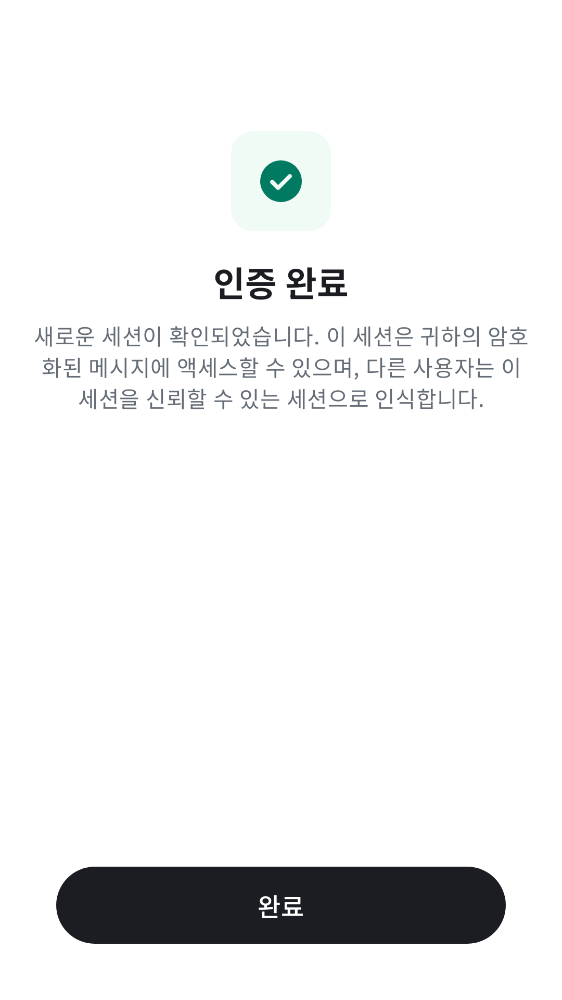 인증 완료
새로운 세션이 확인되었습니다. 이 세션은 귀하의 암호
화된 메시지에 액세스할 수 있으며, 다른 사용자는 이
세션을 신뢰할 수 있는 세션으로 인식합니다.
완료